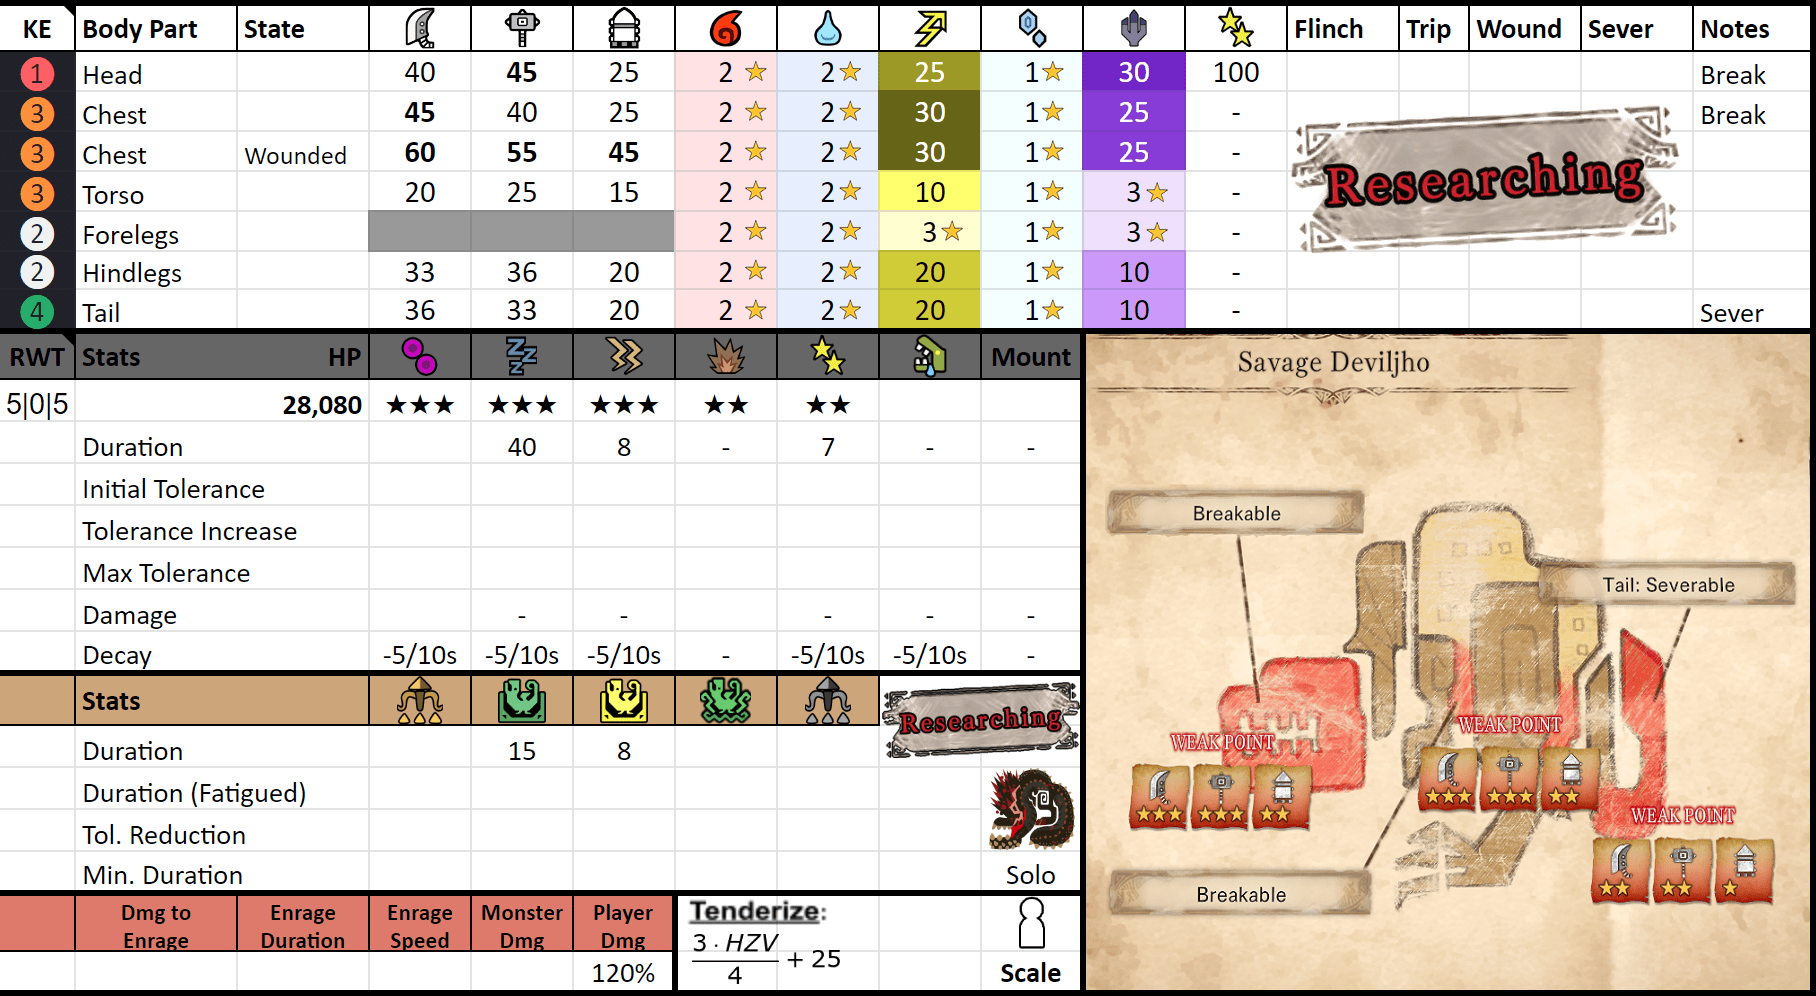 KE Body Part State Flinch Trip Wound Sever Notes
1 Head 40 45 25 2 2 25 1 30 100 Break
3 Chest 45 40 25 2 2 30 1 25 - Break
3 Chest Wounded 60 55 45 2 2 30 1 25 -
3 Torso 20 25 15 2 2 10 1 3 -
2 Forelegs 2 2 3 1 3 -
2 Hindlegs 33 36 20 2 2 20 1 10 -
4 Tail 36 33 20 2 2 20 1 10 - Sever
Researching
RWT Stats HP Mount
5|0|5 28,080 ★★★ ★★★ ★★★ ★★ ★★
Duration 40 8 - 7 - -
Initial Tolerance
Tolerance Increase
Max Tolerance
Damage - - - - -
Decay -5/10s -5/10s -5/10s - -5/10s -5/10s -
Stats
Researching
Duration 15 8
Duration (Fatigued)
Tol. Reduction
Min. Duration
Solo
Dmg to Enrage Enrage Monster Player
Enrage Duration Speed Dmg Dmg
120%
Tenderize:
3 · HZV
4
+ 25
Scale
Savage Deviljho
Breakable
Tail: Severable
WEAK POINT
WEAK POINT
WEAK POINT
Breakable